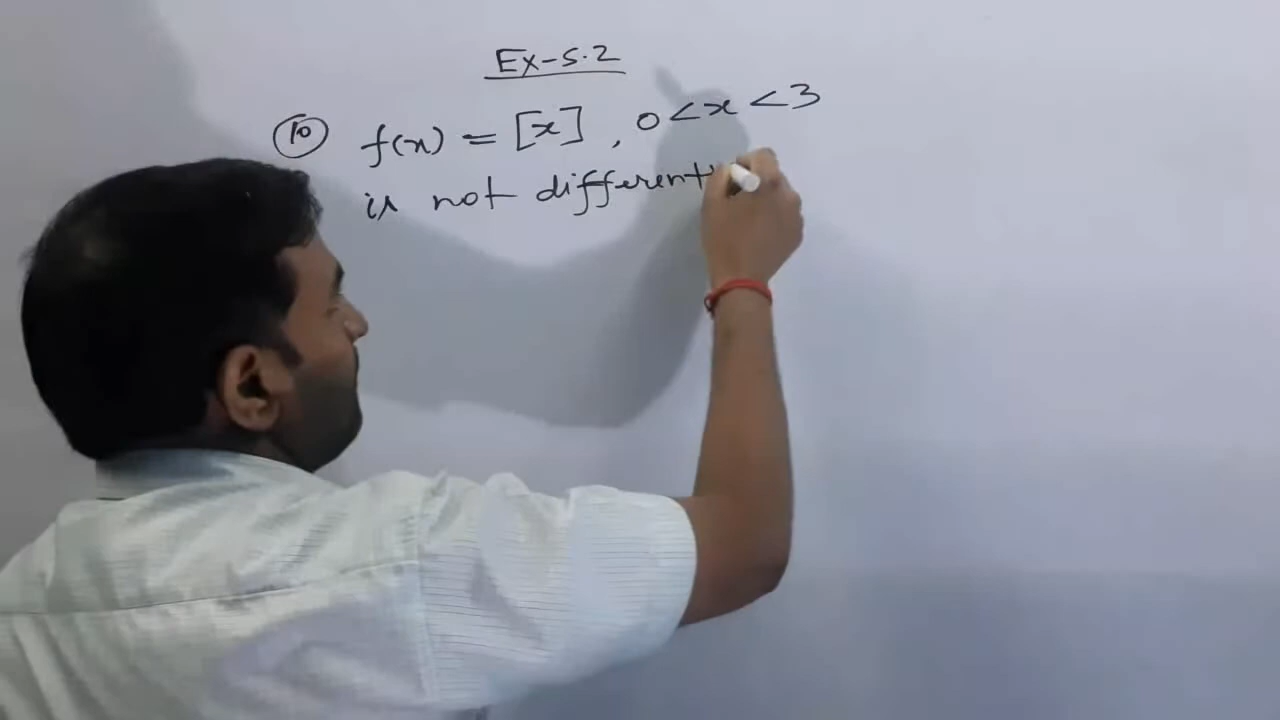 Ex-5.2
10 f(x) = [x] , 0 < x < 3
is not different